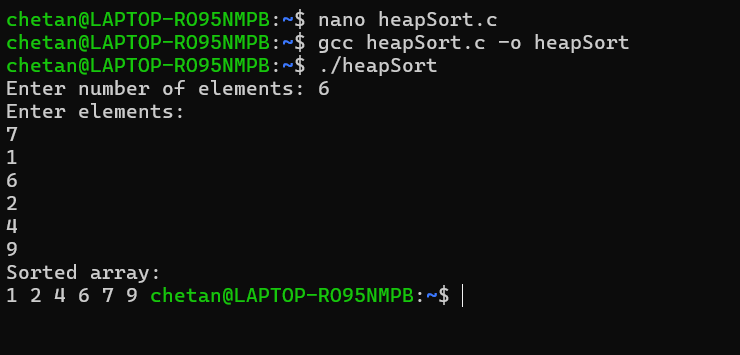 chetan@LAPTOP-RO95NMPB:~$ nano heapSort.c
chetan@LAPTOP-RO95NMPB:~$ gcc heapSort.c -o heapSort
chetan@LAPTOP-RO95NMPB:~$ ./heapSort
Enter number of elements: 6
Enter elements:
7
1
6
2
4
9
Sorted array:
1 2 4 6 7 9 chetan@LAPTOP-RO95NMPB:~$